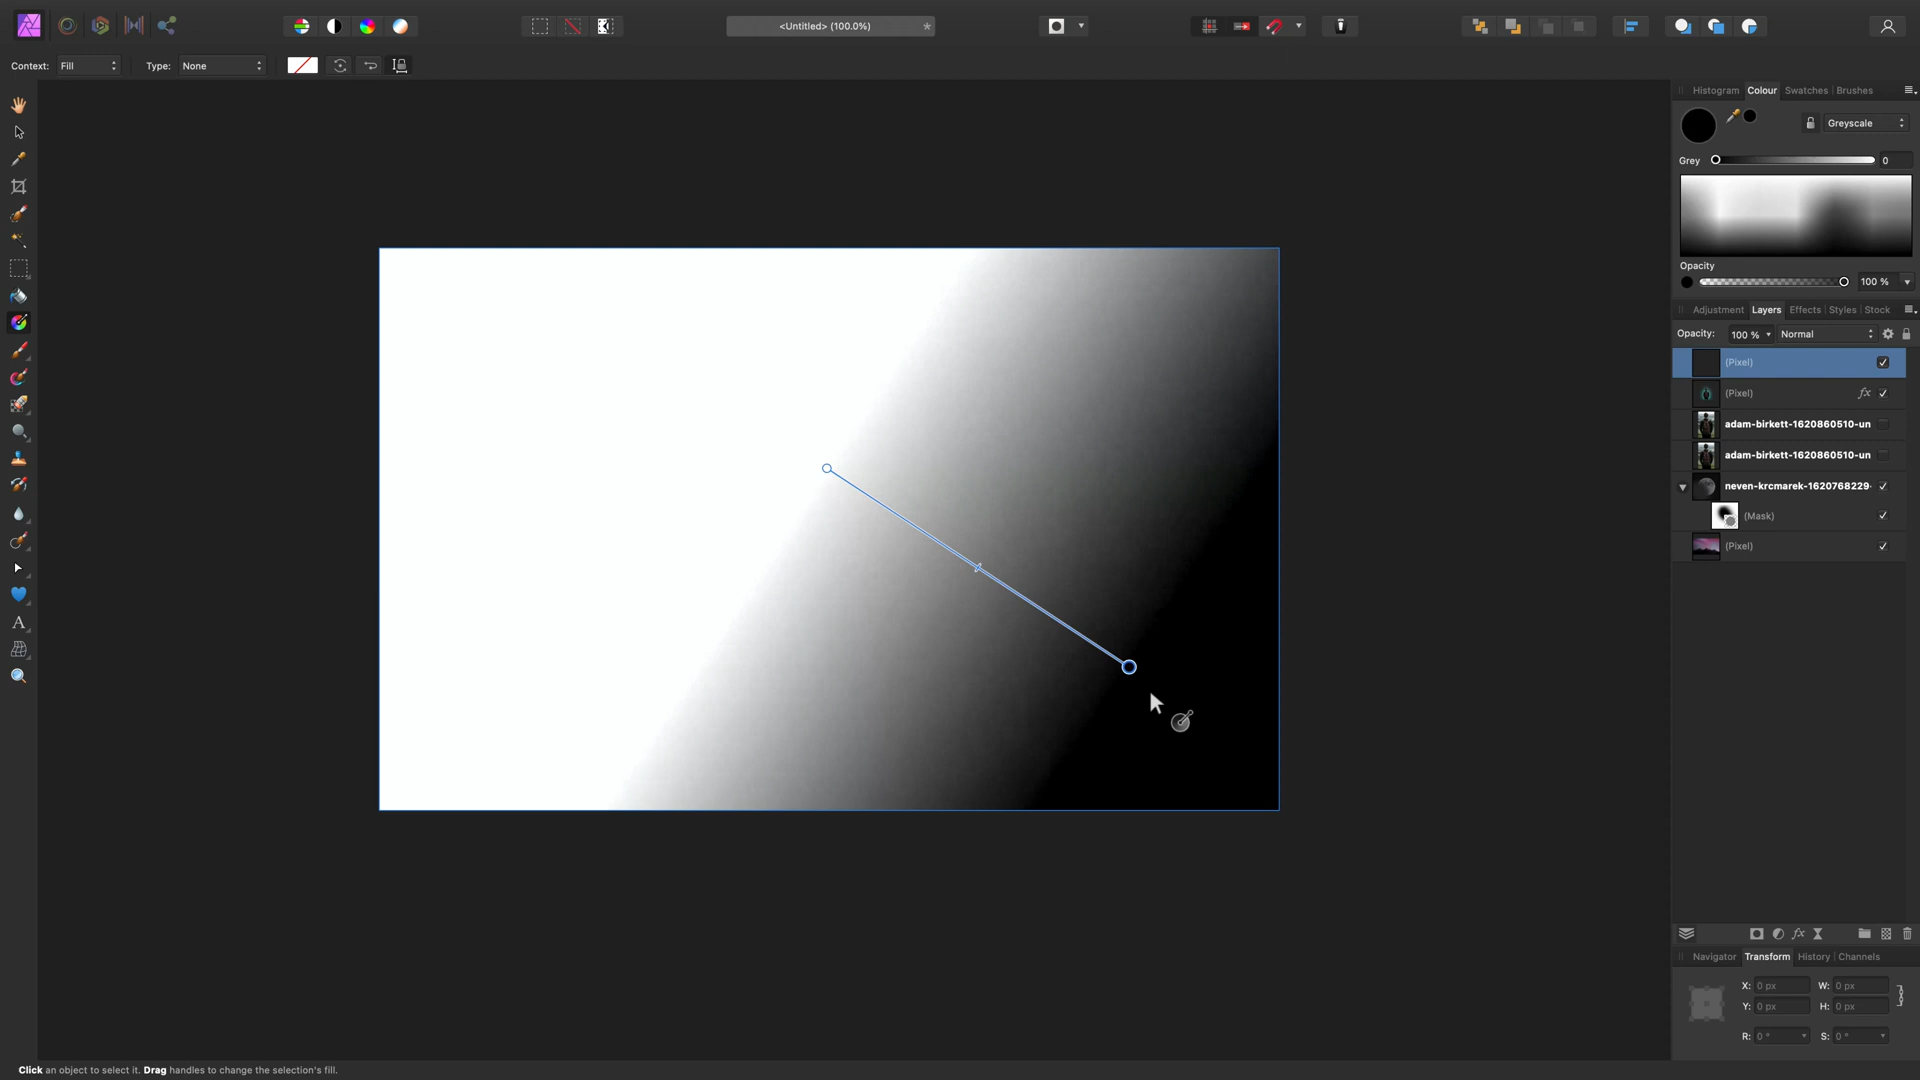 <Untitled> (100.0%)
*
Context: Fill Type: None
Histogram Colour Swatches Brushes
Greyscale
Grey 0
Opacity
100 %
Adjustment Layers Effects Styles Stock
Opacity: 100 % Normal
(Pixel)
(Pixel) fx
adam-birkett-1620860510-un
adam-birkett-1620860510-un
neven-krcmarek-1620768229-
(Mask)
(Pixel)
A
fx
Navigator Transform History Channels
X: 0 px W: 0 px
Y: 0 px H: 0 px
R: 0 ° S: 0 °
Click an object to select it. Drag handles to change the selection's fill.